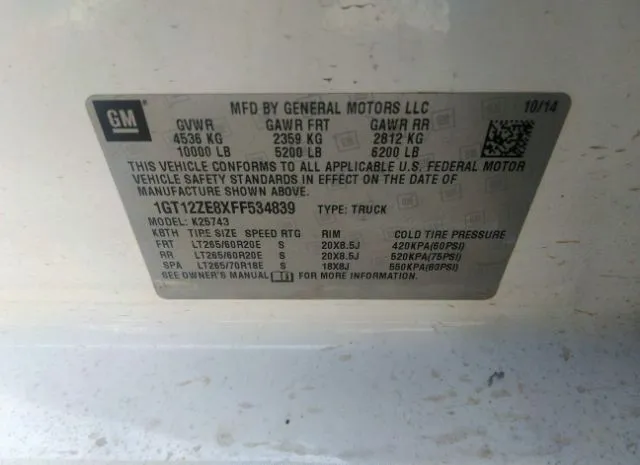 GM MFD BY GENERAL MOTORS LLC 10/14
GVWR GAWR FRT GAWR RR
4536 KG 2359 KG 2812 KG
10000 LB 5200 LB 6200 LB
THIS VEHICLE CONFORMS TO ALL APPLICABLE U.S. FEDERAL MOTOR
VEHICLE SAFETY STANDARDS IN EFFECT ON THE DATE OF
MANUFACTURE SHOWN ABOVE.
1GT12ZE8XFF534839 TYPE: TRUCK
MODEL: K25743
KBTH TIRE SIZE SPEED RTG RIM COLD TIRE PRESSURE
FRT LT265/60R20E S 20X8.5J 420KPA(60PSI)
RR LT265/60R20E S 20X8.5J 520KPA(75PSI)
SPA LT265/70R18E S 18X8J 550KPA(80PSI)
SEE OWNER'S MANUAL FOR MORE INFORMATION.